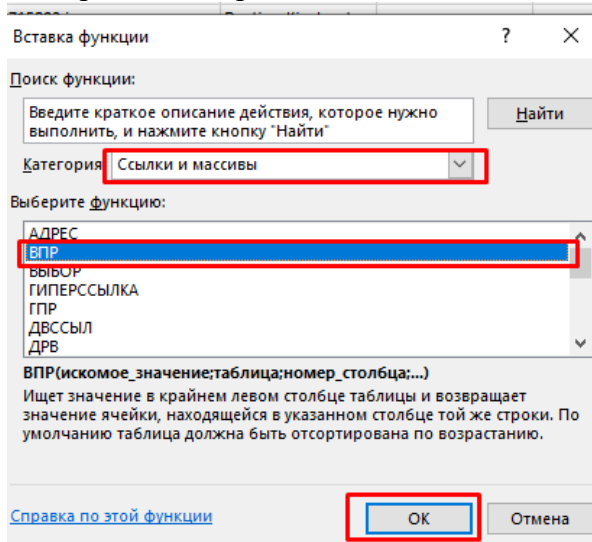 Вставка функции ? ×
Поиск функции:
Введите краткое описание действия, которое нужно
выполнить, и нажмите кнопку "Найти"
Найти
Категория Ссылки и массивы
Выберите функцию:
АДРЕС
ВПР
ВЫБОР
ГИПЕРССЫЛКА
ГПР
ДВССЫЛ
ДРВ
ВПР(искомое_значение;таблица;номер_столбца;...)
Ищет значение в крайнем левом столбце таблицы и возвращает
значение ячейки, находящейся в указанном столбце той же строки. По
умолчанию таблица должна быть отсортирована по возрастанию.
Справка по этой функции
ОК
Отмена